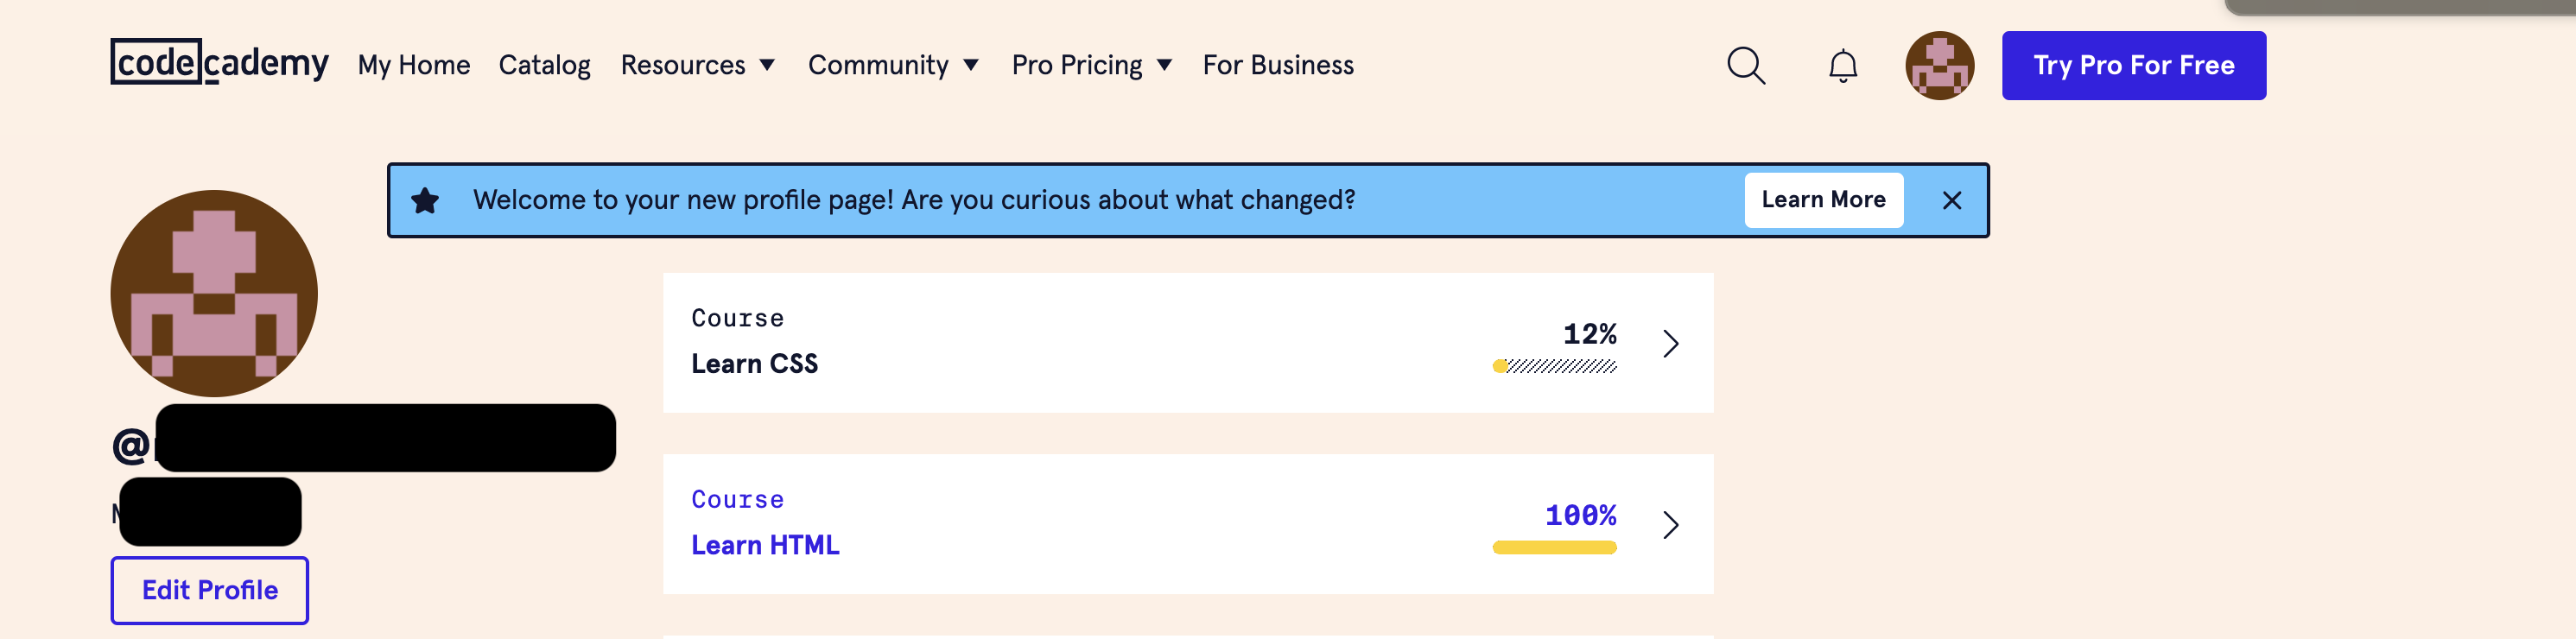 codecademy My Home Catalog Resources Community Pro Pricing For Business Try Pro For Free
Welcome to your new profile page! Are you curious about what changed? Learn More
Course
Learn CSS
12%
Course
Learn HTML
100%
@
Edit Profile